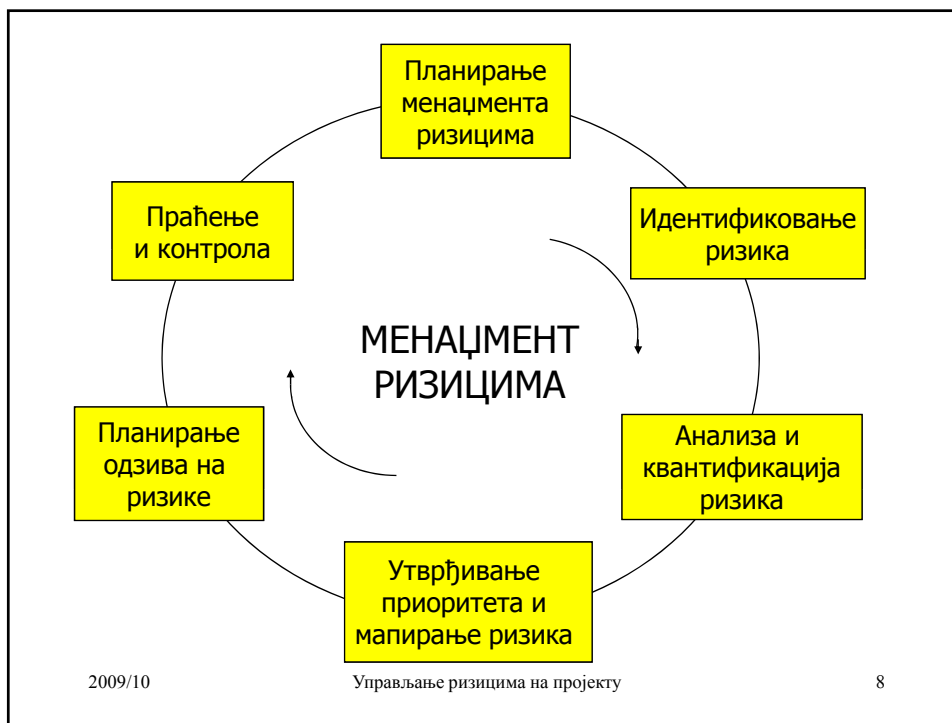 Планирање
менаџмента
ризицима
Праћење
и контрола
Идентификовање
ризика
МЕНАЏМЕНТ
РИЗИЦИМА
Планирање
одзива на
ризике
Анализа и
квантификација
ризика
Утврђивање
приоритета и
мапирање ризика
2009/10
Управљање ризицима на пројекту
8